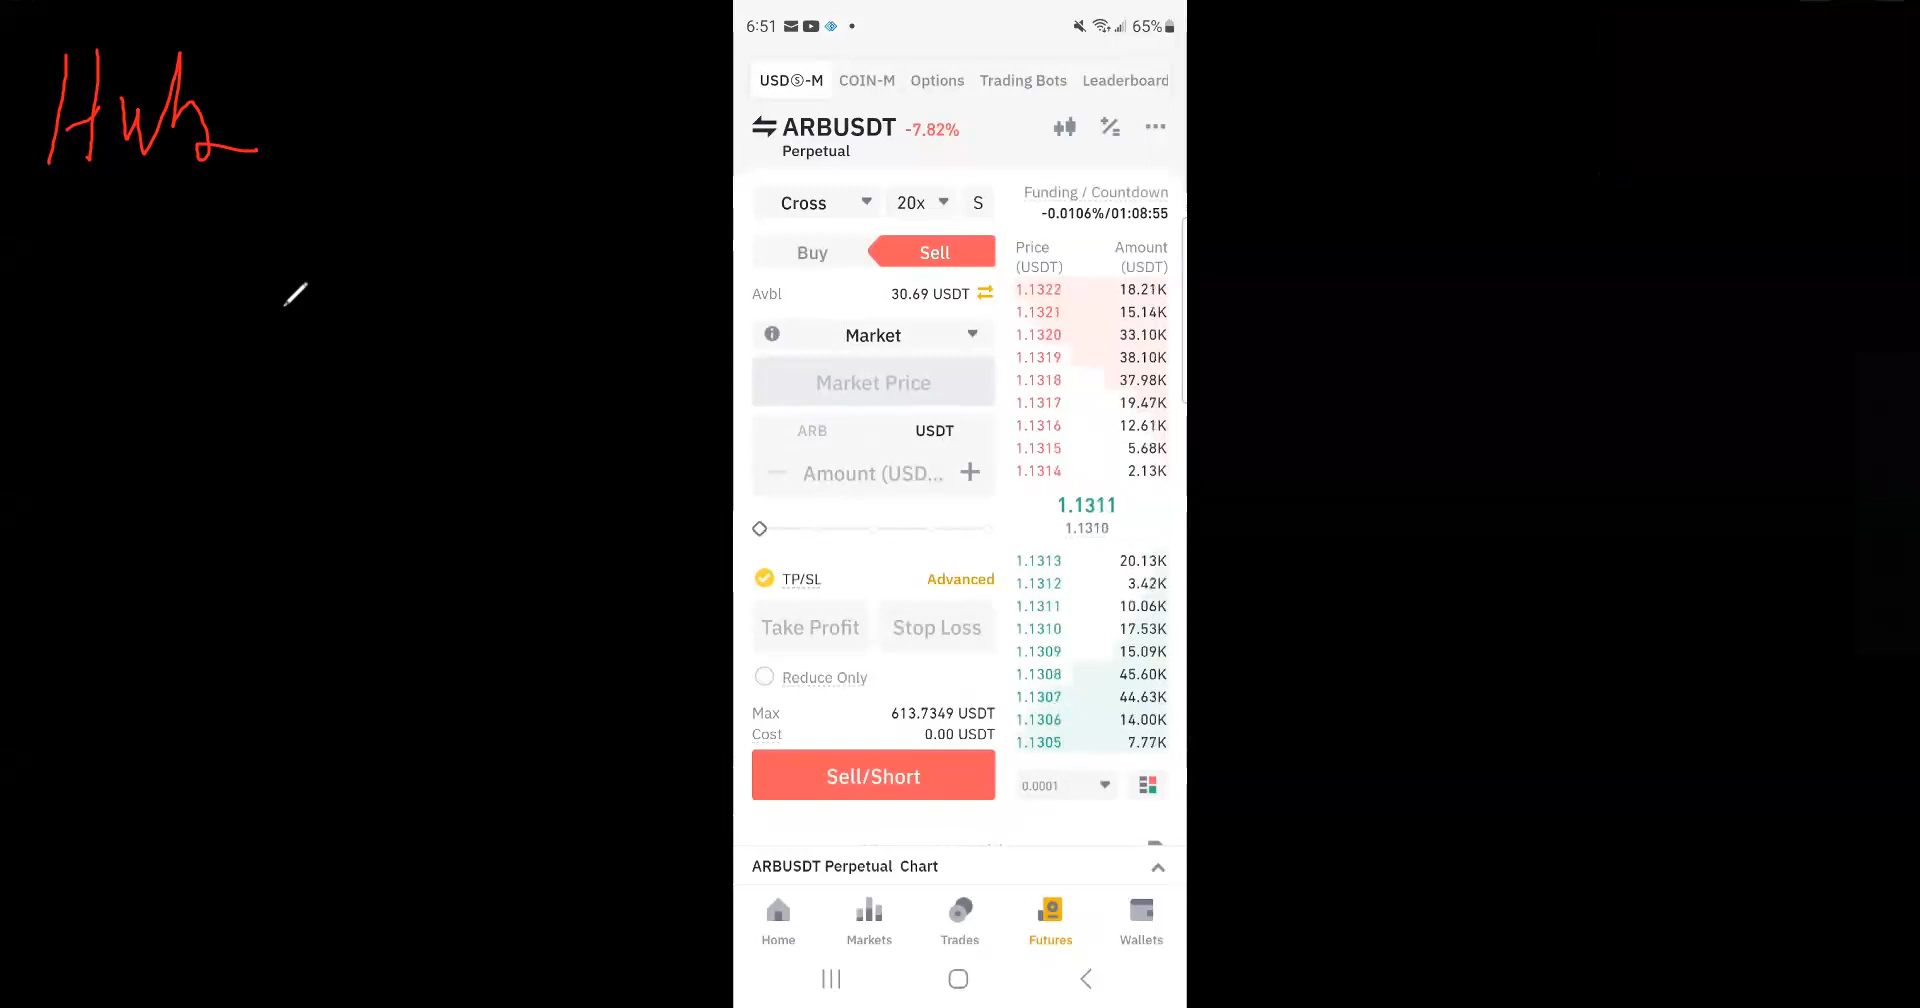 6:51 65%
USDⓈ-M COIN-M Options Trading Bots Leaderboard
ARBUSDT -7.82%
Perpetual
Cross 20x S
Buy Sell
Avbl 30.69 USDT
Market
Market Price
ARB USDT
Amount (USD...
TP/SL Advanced
Take Profit Stop Loss
Reduce Only
Max 613.7349 USDT
Cost 0.00 USDT
Sell/Short
Funding / Countdown
-0.0106%/01:08:55
Price Amount
(USDT) (USDT)
1.1322 18.21K
1.1321 15.14K
1.1320 33.10K
1.1319 38.10K
1.1318 37.98K
1.1317 19.47K
1.1316 12.61K
1.1315 5.68K
1.1314 2.13K
1.1311
1.1310
1.1313 20.13K
1.1312 3.42K
1.1311 10.06K
1.1310 17.53K
1.1309 15.09K
1.1308 45.60K
1.1307 44.63K
1.1306 14.00K
1.1305 7.77K
0.0001
ARBUSDT Perpetual Chart
Home Markets Trades Futures Wallets